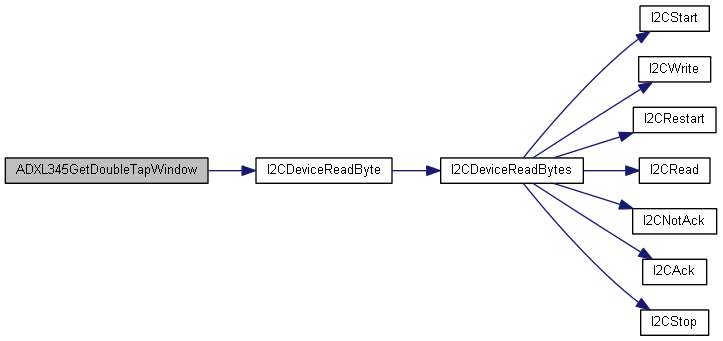 ADXL345GetDoubleTapWindow
I2CDeviceReadByte
I2CDeviceReadBytes
I2CStart
I2CWrite
I2CRestart
I2CRead
I2CNotAck
I2CAck
I2CStop